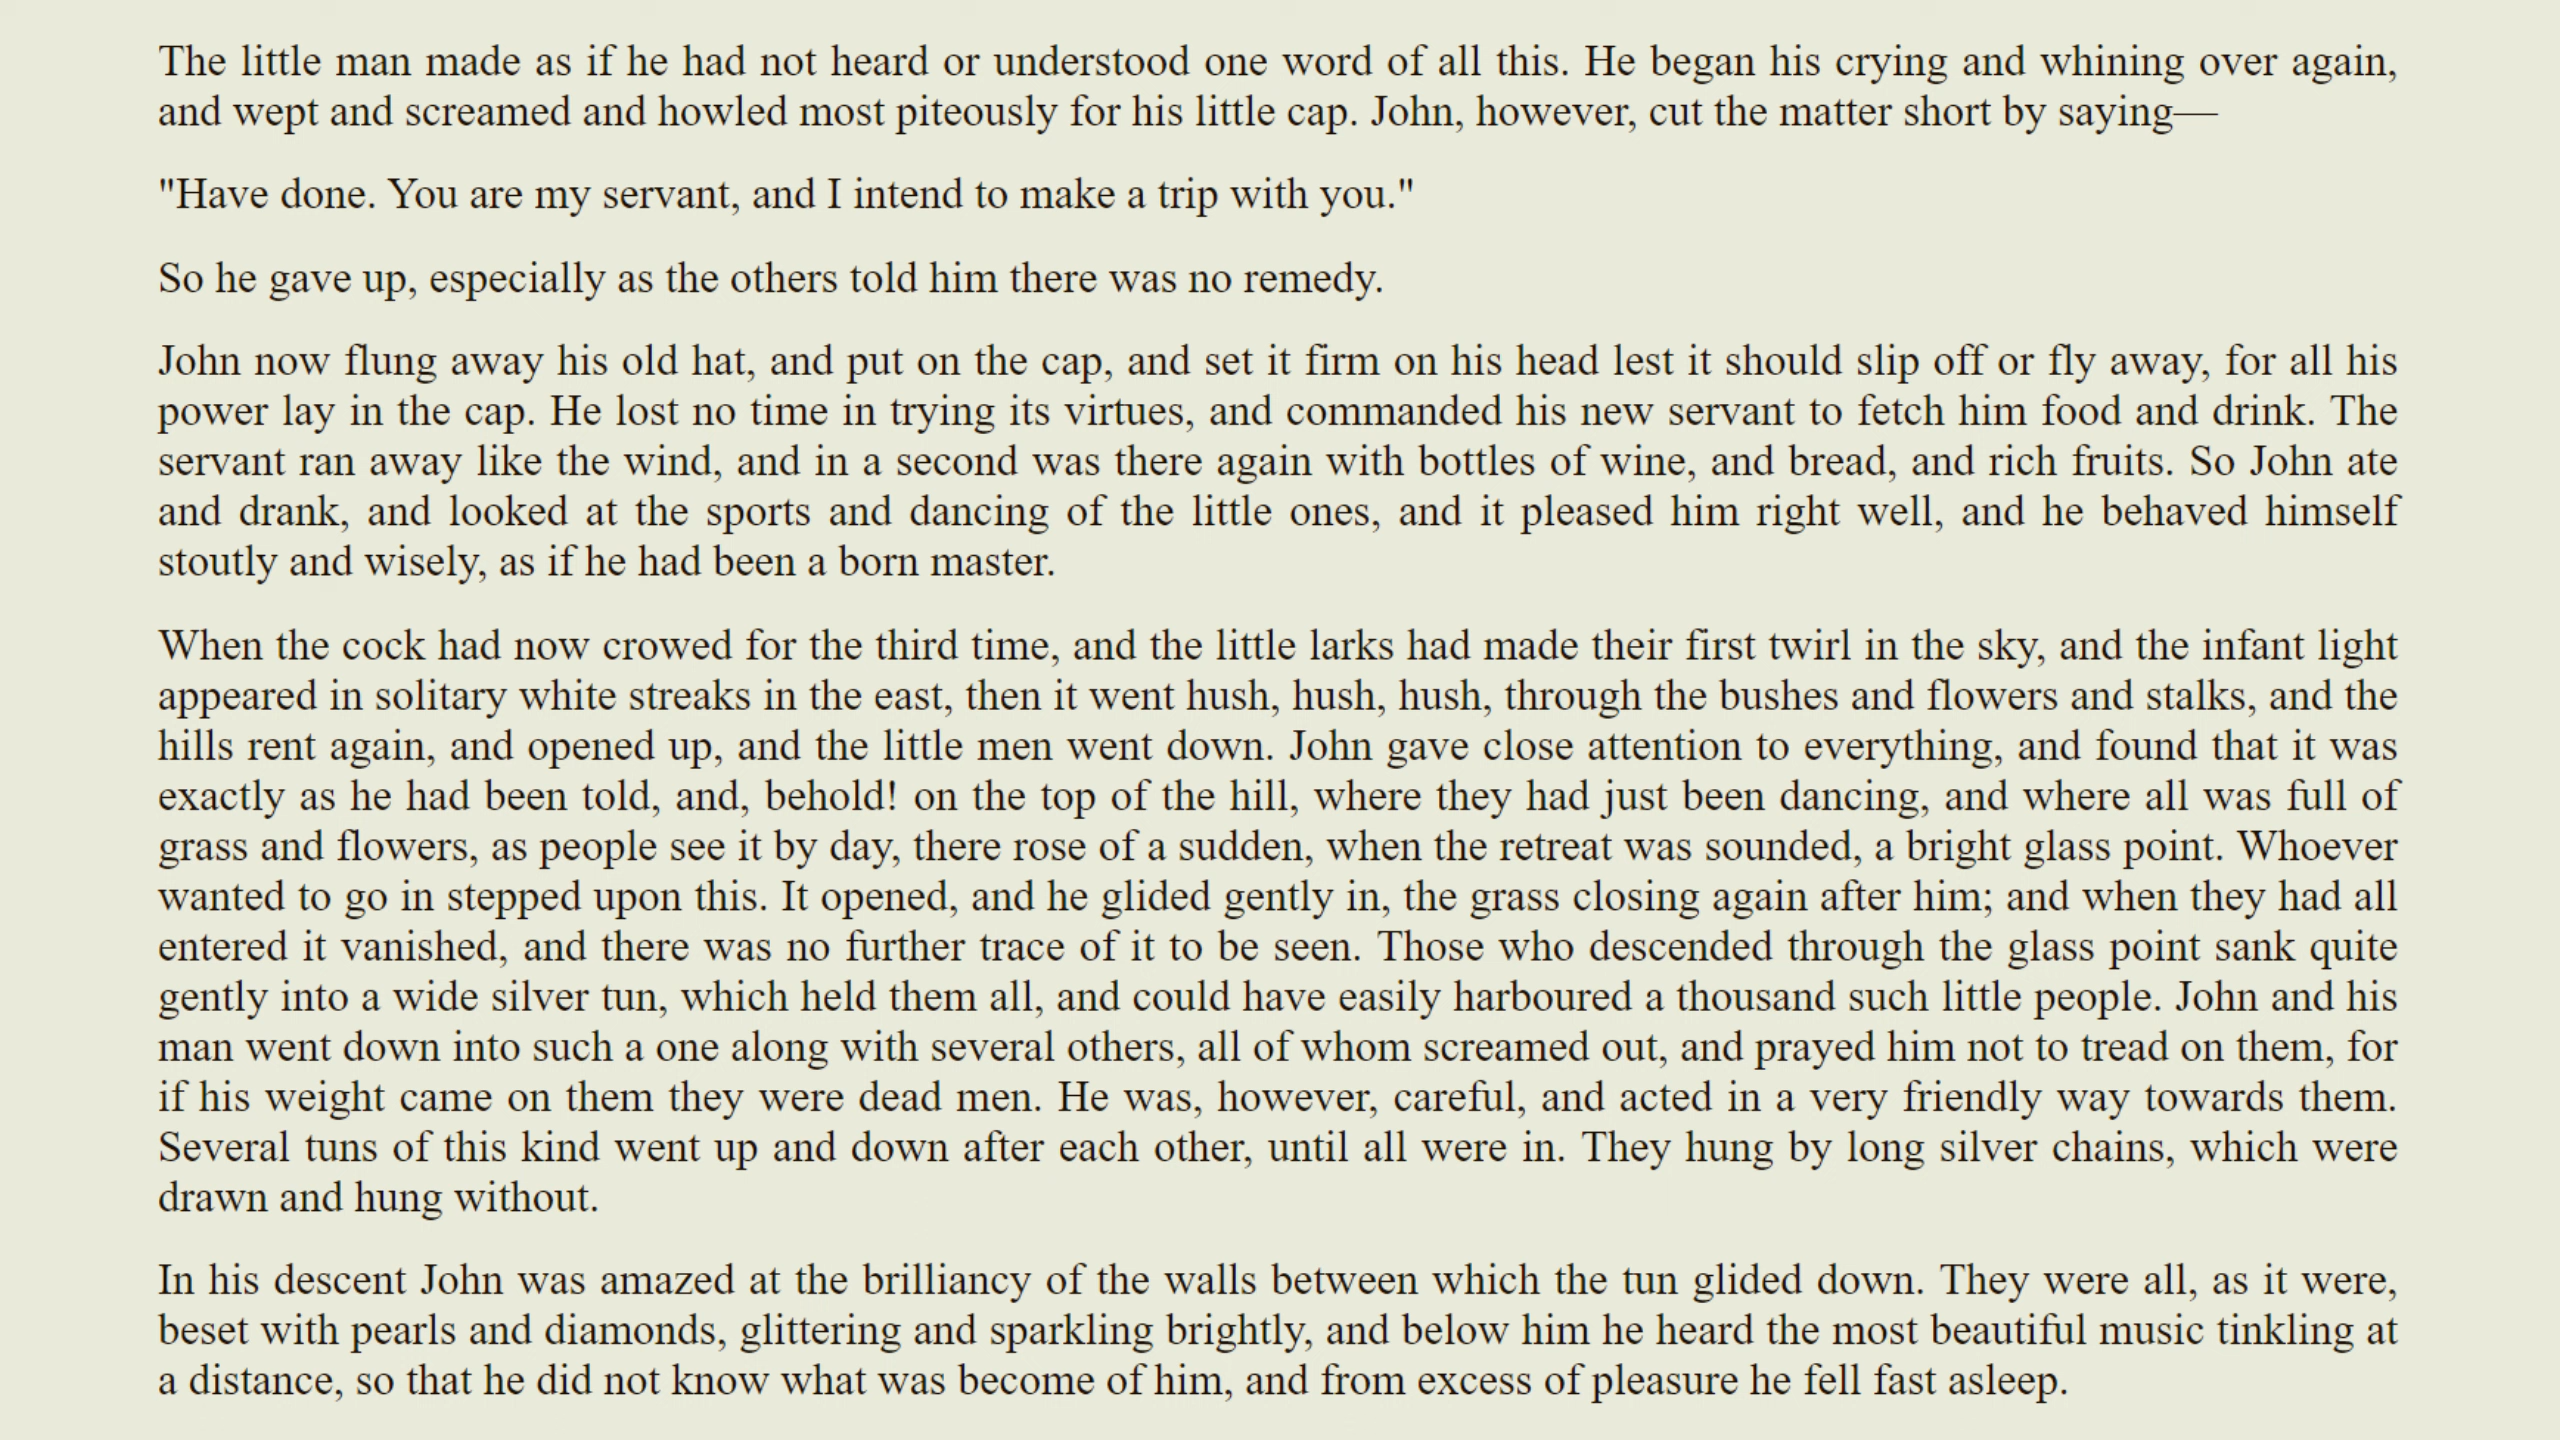 The little man made as if he had not heard or understood one word of all this. He began his crying and whining over again,
and wept and screamed and howled most piteously for his little cap. John, however, cut the matter short by saying—
"Have done. You are my servant, and I intend to make a trip with you."
So he gave up, especially as the others told him there was no remedy.
John now flung away his old hat, and put on the cap, and set it firm on his head lest it should slip off or fly away, for all his
power lay in the cap. He lost no time in trying its virtues, and commanded his new servant to fetch him food and drink. The
servant ran away like the wind, and in a second was there again with bottles of wine, and bread, and rich fruits. So John ate
and drank, and looked at the sports and dancing of the little ones, and it pleased him right well, and he behaved himself
stoutly and wisely, as if he had been a born master.
When the cock had now crowed for the third time, and the little larks had made their first twirl in the sky, and the infant light
appeared in solitary white streaks in the east, then it went hush, hush, hush, through the bushes and flowers and stalks, and the
hills rent again, and opened up, and the little men went down. John gave close attention to everything, and found that it was
exactly as he had been told, and, behold! on the top of the hill, where they had just been dancing, and where all was full of
grass and flowers, as people see it by day, there rose of a sudden, when the retreat was sounded, a bright glass point. Whoever
wanted to go in stepped upon this. It opened, and he glided gently in, the grass closing again after him; and when they had all
entered it vanished, and there was no further trace of it to be seen. Those who descended through the glass point sank quite
gently into a wide silver tun, which held them all, and could have easily harboured a thousand such little people. John and his
man went down into such a one along with several others, all of whom screamed out, and prayed him not to tread on them, for
if his weight came on them they were dead men. He was, however, careful, and acted in a very friendly way towards them.
Several tuns of this kind went up and down after each other, until all were in. They hung by long silver chains, which were
drawn and hung without.
In his descent John was amazed at the brilliancy of the walls between which the tun glided down. They were all, as it were,
beset with pearls and diamonds, glittering and sparkling brightly, and below him he heard the most beautiful music tinkling at
a distance, so that he did not know what was become of him, and from excess of pleasure he fell fast asleep.